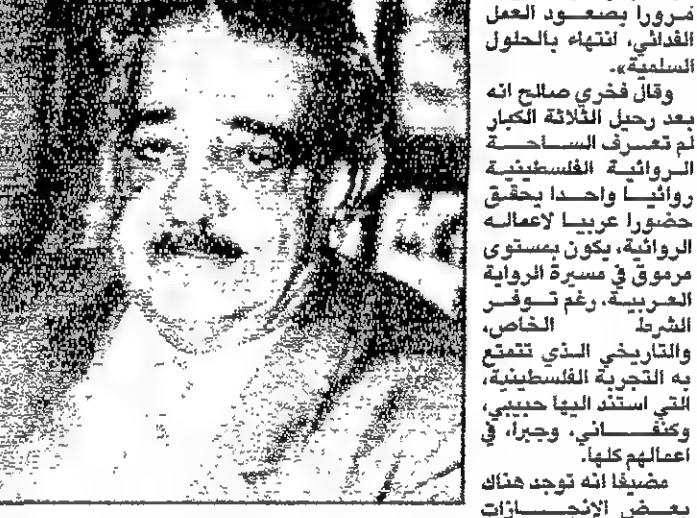 مرورا بصعود العمل
الفدائي، انتهاء بالحلول
السلمية».
وقال فخري صالح انه
بعد رحيل الثلاثة الكبار
لم تعرف الساحة
الروائية الفلسطينية
روائيا واحدا يحقق
حضورا عربيا لاعماله
الروائية، يكون بمستوى
مرموق في مسيرة الرواية
العربية، رغم توفر
الشرط الخاص،
والتاريخي الذي تتمتع
به التجربة الفلسطينية،
التي استند اليها حبيبي،
وكنفاني، وجبرا، في
اعمالهم كلها.
مضيفا انه توجد هناك
بعض الإنجازات